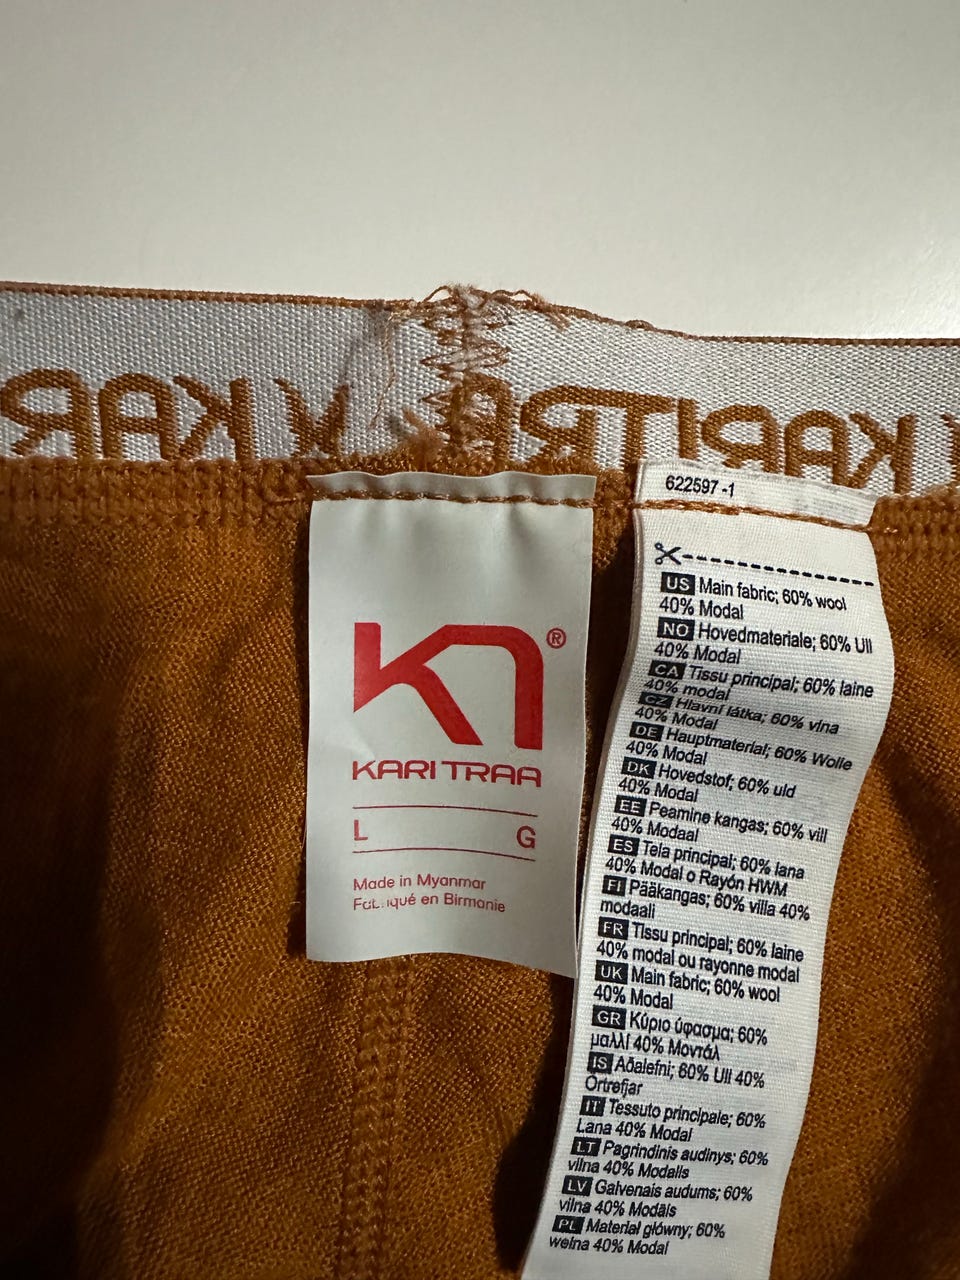 KARITRAA KARI
622597-1
K1®
KARI TRAA
L G
Made in Myanmar
Fabriqué en Birmanie
US Main fabric; 60% wool
40% Modal
NO Hovedmateriale; 60% Ull
40% Modal
CA Tissu principal; 60% laine
40% modal
CZ Hlavní látka; 60% vlna
40% Modal
DE Hauptmaterial; 60% Wolle
40% Modal
DK Hovedstof; 60% uld
40% Modal
EE Peamine kangas; 60% vill
40% Modaal
ES Tela principal; 60% lana
40% Modal o Rayón HWM
FI Pääkangas; 60% villa 40%
modaali
FR Tissu principal; 60% laine
40% modal ou rayonne modal
UK Main fabric; 60% wool
40% Modal
GR Κύριο ύφασμα; 60%
μαλλί 40% Μοντάλ
IS Aðalefni; 60% Ull 40%
Ortrefjar
IT Tessuto principale; 60%
Lana 40% Modal
LT Pagrindinis audinys; 60%
vilna 40% Modalis
LV Galvenais audums; 60%
vilna 40% Modāls
PL Materiał główny; 60%
wełna 40% Modal